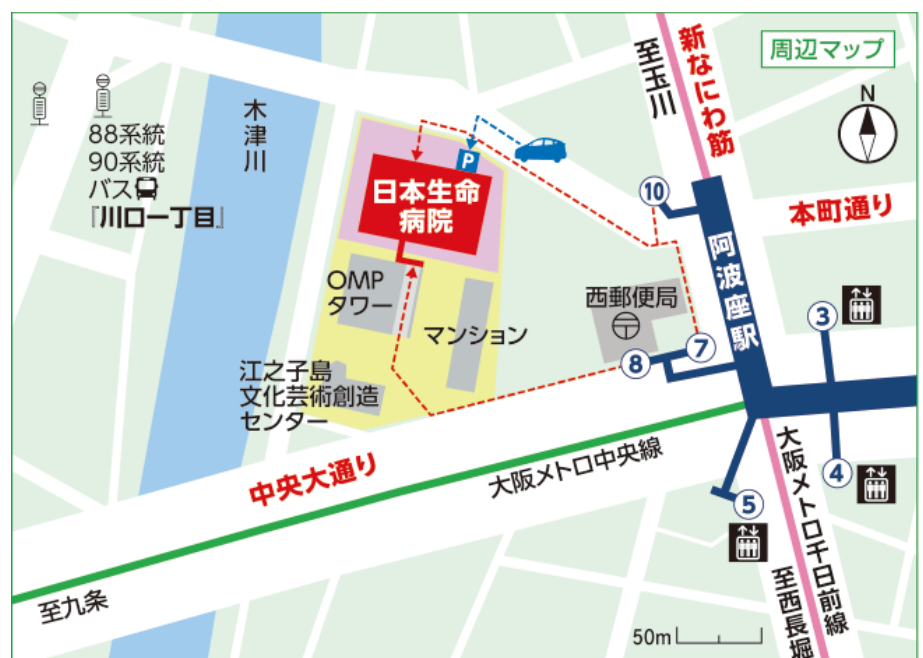 周辺マップ
新なにわ筋
至玉川
N
木津川
88系統
90系統
バス
『川口一丁目』
P
日本生命
病院
10
本町通り
阿波座駅
OMP
タワー
マンション
西郵便局
〒
3
7
8
江之子島
文化芸術創造
センター
中央大通り
大阪メトロ中央線
4
5
大阪メトロ千日前線
至九条
至西長堀
50m